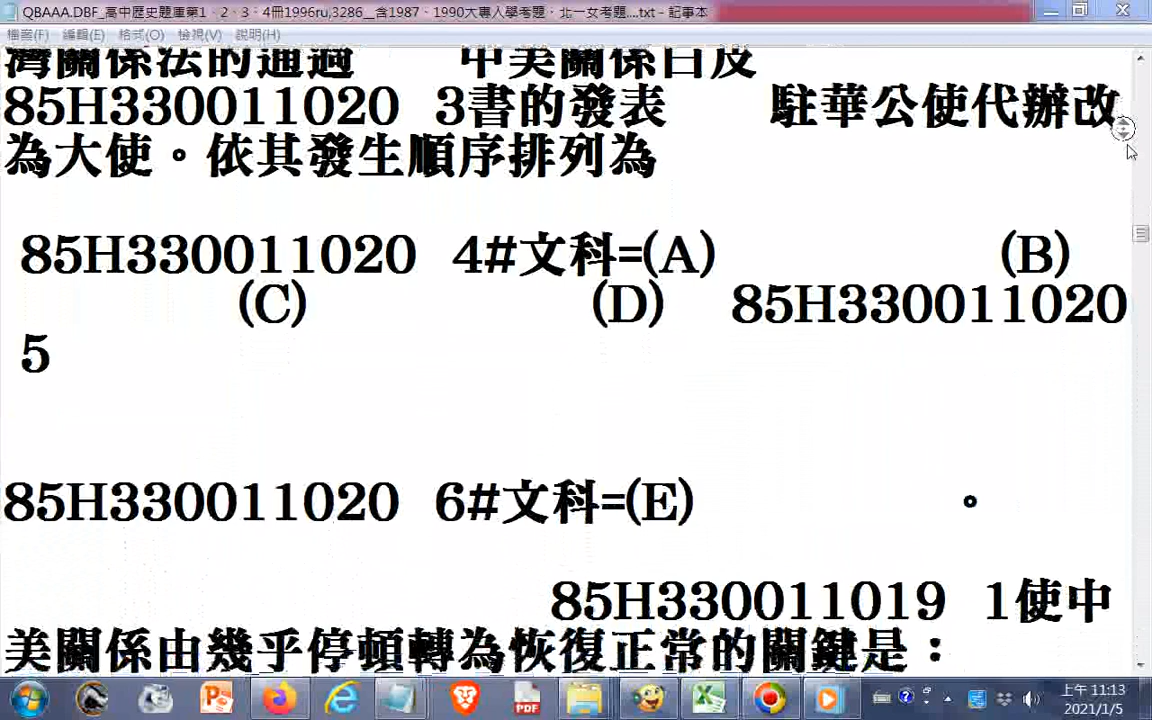 QBAAA.DBF_高中歷史題庫第1、2、3、4冊1996ru,3286__含1987、1990大專人學考題．北一女考題....txt - 記事本
檔案(F) 編輯(E) 格式(O) 檢視(V) 說明(H)
灣關係法的通過 中美關係白皮
85H330011020 3書的發表 駐華公使代辦改
為大使。依其發生順序排列為
85H330011020 4#文科=(A) (B)
(C) (D) 85H330011020
5
85H330011020 6#文科=(E) 。
85H330011019 1使中
美關係由幾乎停頓轉為恢復正常的關鍵是：
上午 11:13
2021/1/5